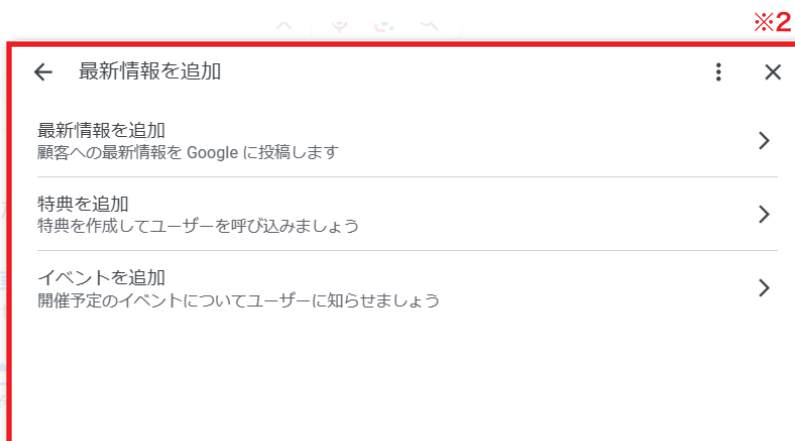 ※2
最新情報を追加
最新情報を追加
顧客への最新情報を Google に投稿します
特典を追加
特典を作成してユーザーを呼び込みましょう
イベントを追加
開催予定のイベントについてユーザーに知らせましょう